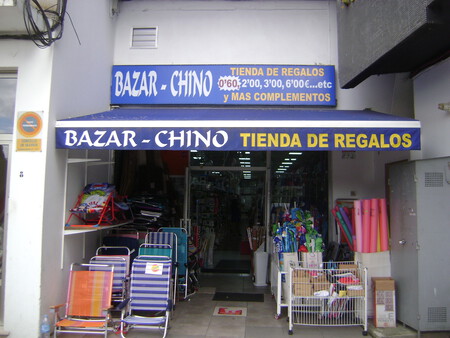 BAZAR - CHINO
TIENDA DE REGALOS
0'60,-2'00, 3'00, 6'00€...etc
y MAS COMPLEMENTOS
BAZAR - CHINO TIENDA DE REGALOS